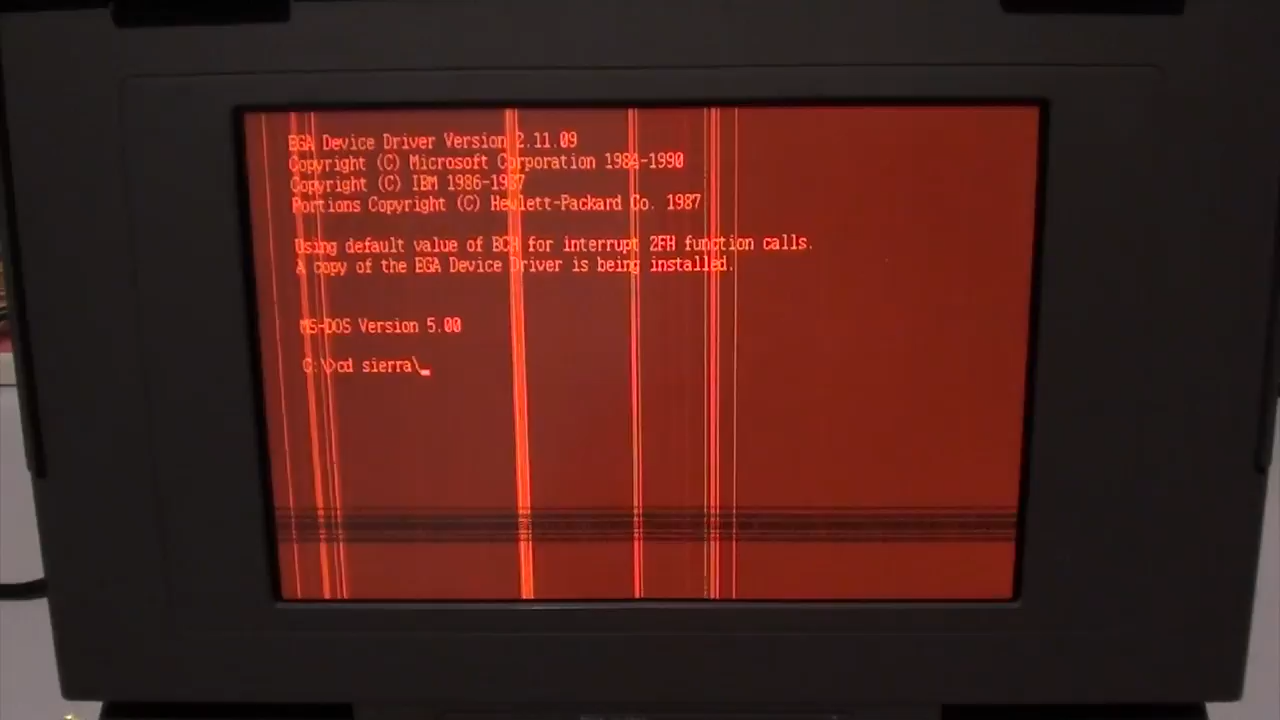 EGA Device Driver Version 2.11.09
Copyright (C) Microsoft Corporation 1984-1990
Copyright (C) IBM 1986-1987
Portions Copyright (C) Hewlett-Packard Co. 1987
Using default value of BCH for interrupt 2FH function calls.
A copy of the EGA Device Driver is being installed.
MS-DOS Version 5.00
C:\>cd sierra\_